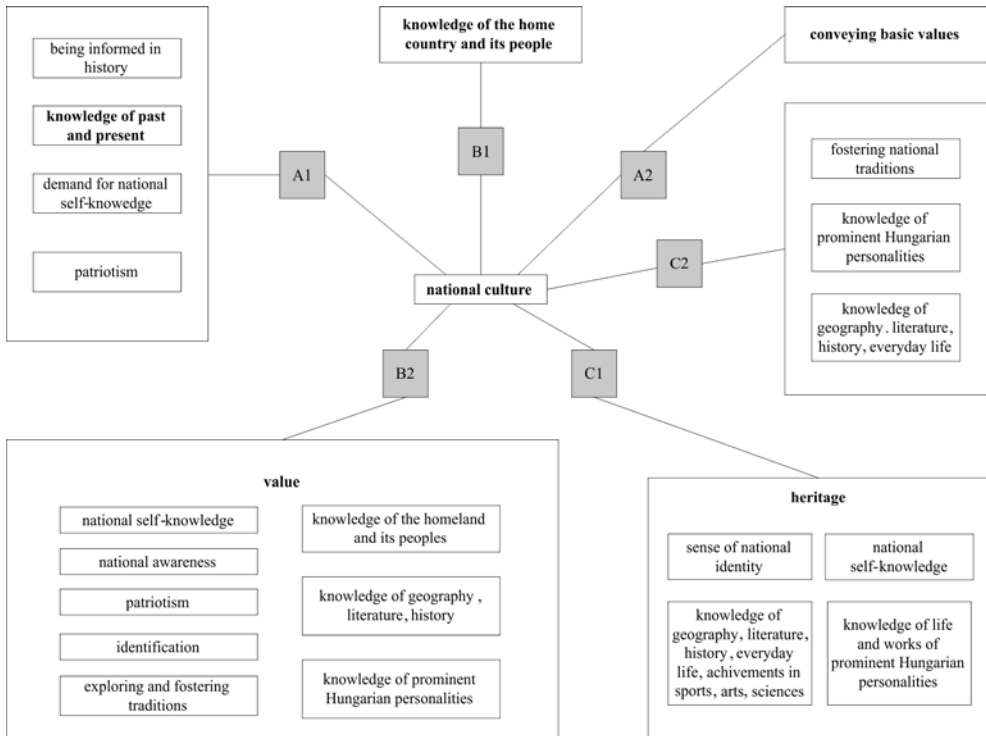 being informed in
history
knowledge of past
and present
demand for national
self-knowedge
patriotism
A1
knowledge of the home
country and its people
B1
conveying basic values
A2
fostering national
traditions
knowledge of
prominent Hungarian
personalities
knowledeg of
geography. literature,
history, everyday life
C2
national culture
B2
C1
value
national self-knowledge
national awareness
patriotism
identification
exploring and fostering
traditions
knowledge of the homeland
and its peoples
knowledge of geography ,
literature, history
knowledge of prominent
Hungarian personalities
heritage
sense of national
identity
national
self-knowledge
knowledge of
geography, literature,
history, everyday
life, achivements in
sports, arts, sciences
knowledge of life
and works of
prominent Hungarian
personalities